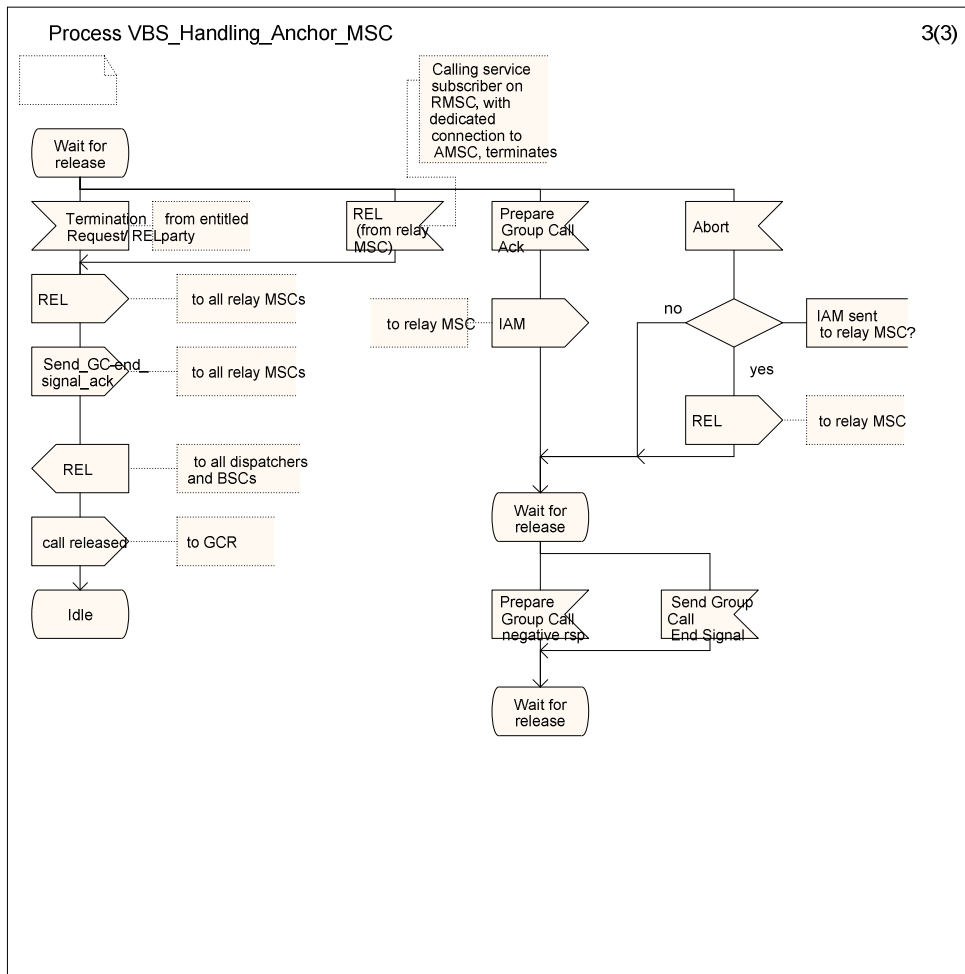 Process VBS_Handling_Anchor_MSC
3(3)
Calling service
subscriber on
RMSC, with
dedicated
connection to
AMSC, terminates
Wait for
release
Termination
Request/ REL
from entitled
party
REL
(from relay
MSC)
Prepare
Group Call
Ack
Abort
REL
to all relay MSCs
to relay MSC
IAM
no
IAM sent
to relay MSC?
Send_GC-end_
signal_ack
to all relay MSCs
yes
REL
to relay MSC
REL
to all dispatchers
and BSCs
Wait for
release
call released
to GCR
Idle
Prepare
Group Call
negative rsp
Send Group
Call
End Signal
Wait for
release